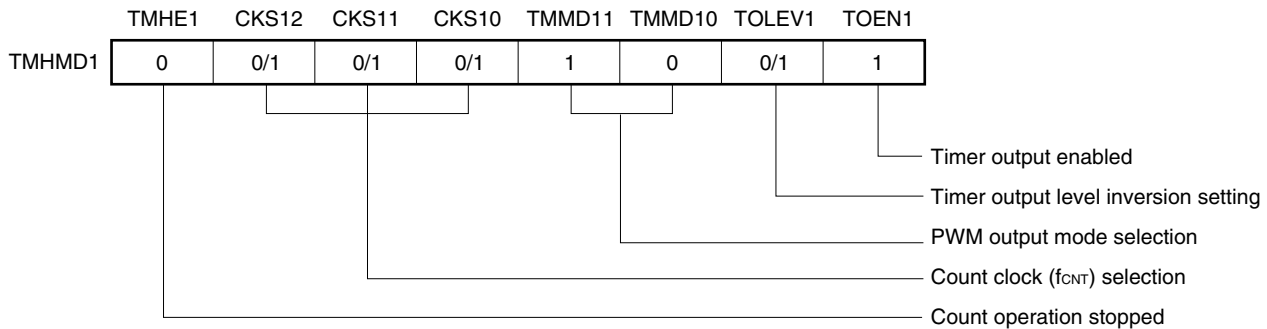 TMHE1 CKS12 CKS11 CKS10 TMMD11 TMMD10 TOLEV1 TOEN1
TMHMD1 0 0/1 0/1 0/1 1 0 0/1 1
Timer output enabled
Timer output level inversion setting
PWM output mode selection
Count clock (fCNT) selection
Count operation stopped